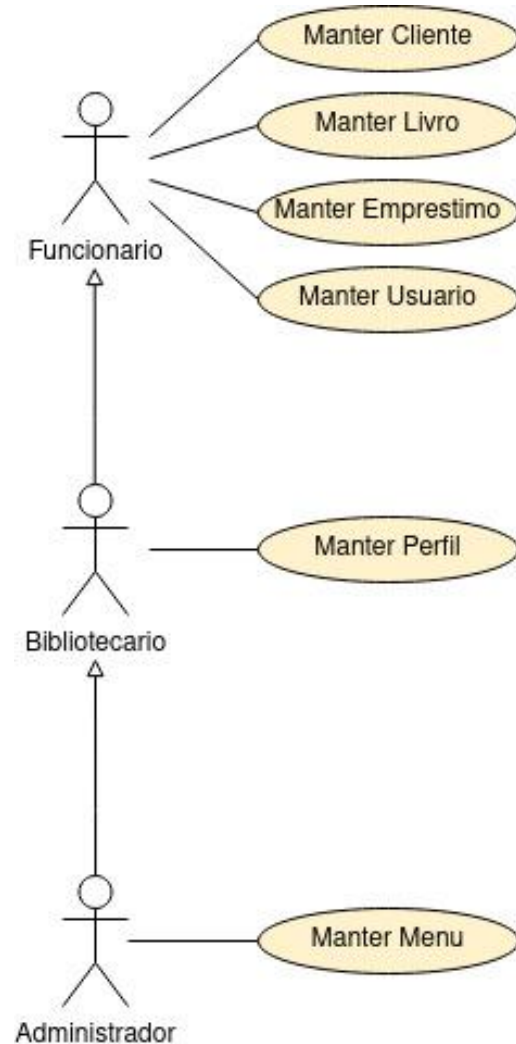 Manter Cliente
Manter Livro
Manter Emprestimo
Manter Usuario
Funcionario
Manter Perfil
Bibliotecario
Manter Menu
Administrador